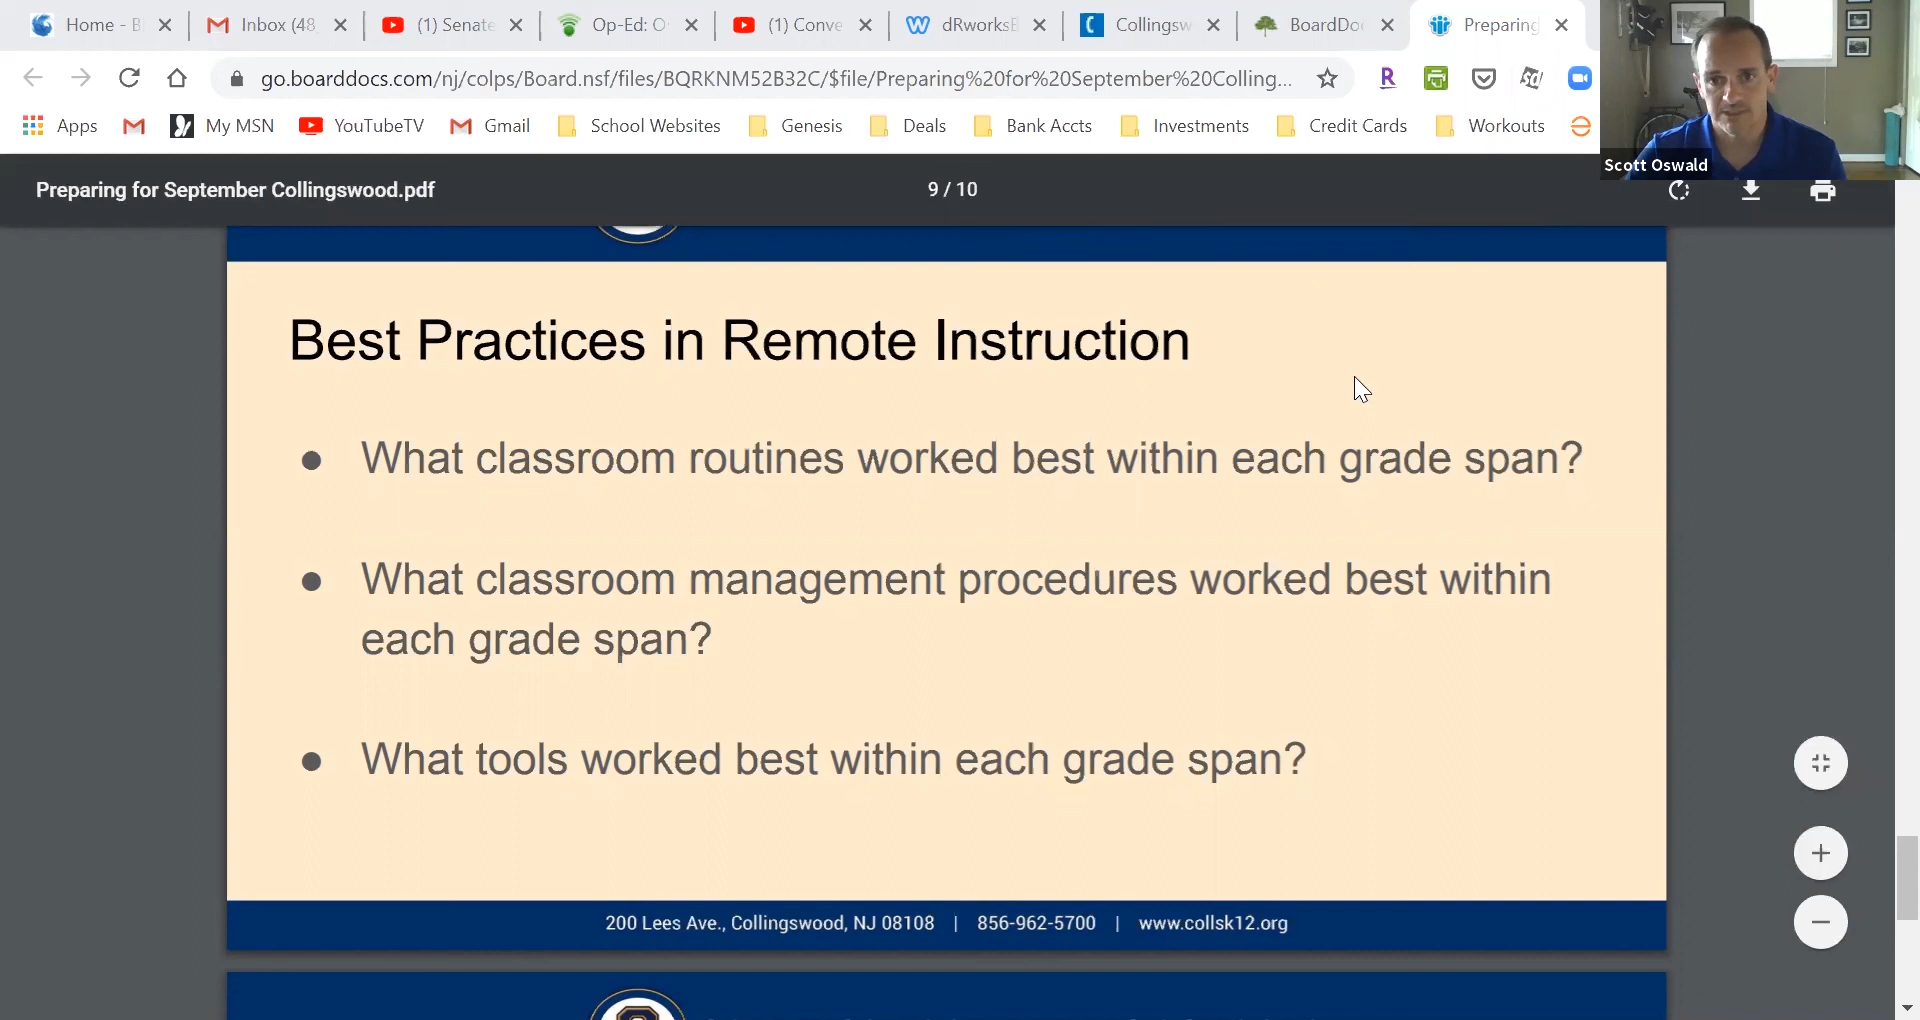 Home - B
Inbox (48
(1) Senate
Op-Ed: O
(1) Conve
dRworksB
Collingsw
BoardDo
Preparing
go.boarddocs.com/nj/colps/Board.nsf/files/BQRKNM52B32C/$file/Preparing%20for%20September%20Colling...
Apps
My MSN
YouTubeTV
Gmail
School Websites
Genesis
Deals
Bank Accts
Investments
Credit Cards
Workouts
Scott Oswald
Preparing for September Collingswood.pdf
9 / 10
Best Practices in Remote Instruction
● What classroom routines worked best within each grade span?
● What classroom management procedures worked best within
each grade span?
● What tools worked best within each grade span?
200 Lees Ave., Collingswood, NJ 08108 | 856-962-5700 | www.collsk12.org